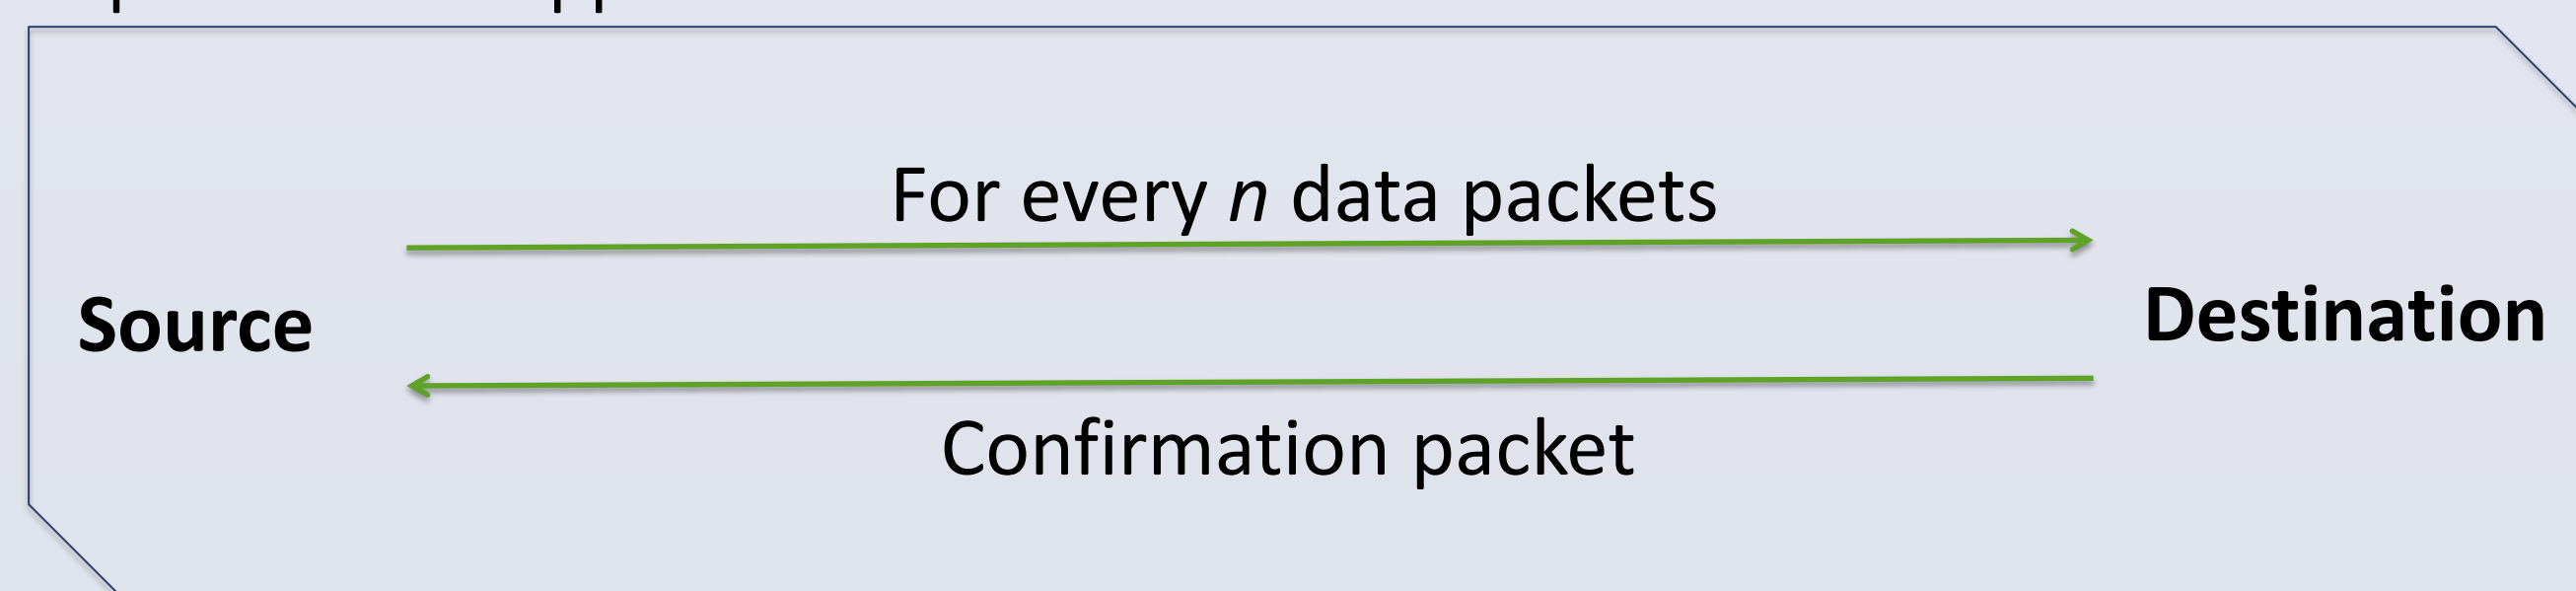 For every n data packets
Source
Destination
Confirmation packet